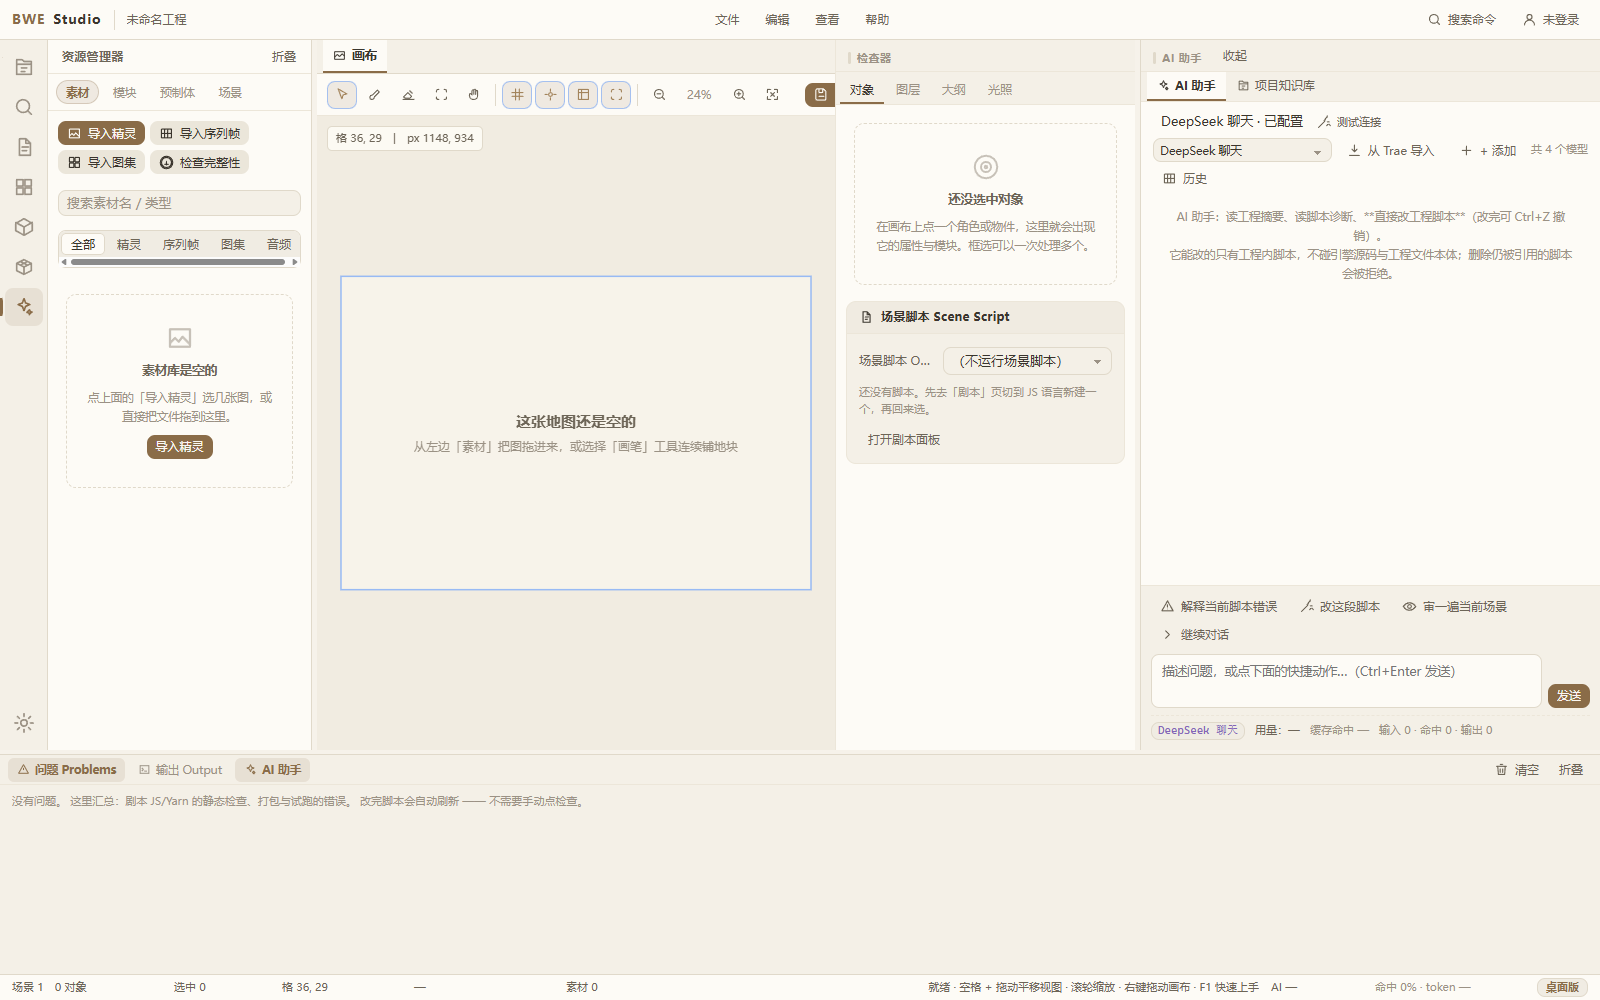 BWE Studio 未命名工程 文件 编辑 查看 帮助 搜索命令 未登录
资源管理器 折叠
素材 模块 预制体 场景
导入精灵 导入序列帧
导入图集 检查完整性
搜索素材名 / 类型
全部 精灵 序列帧 图集 音频
素材库是空的
点上面的「导入精灵」选几张图，或
直接把文件拖到这里。
导入精灵
画布
24%
格 36, 29 | px 1148, 934
这张地图还是空的
从左边「素材」把图拖进来，或选择「画笔」工具连续铺地块
检查器
对象 图层 大纲 光照
还没选中对象
在画布上点一个角色或物件，这里就会出现
它的属性与模块。框选可以一次处理多个。
场景脚本 Scene Script
场景脚本 O... （不运行场景脚本）
还没有脚本。先去「剧本」页切到 JS 语言新建一
个，再回来选。
打开剧本面板
AI 助手 收起
AI 助手 项目知识库
DeepSeek 聊天 · 已配置 测试连接
DeepSeek 聊天 从 Trae 导入 + 添加 共 4 个模型
历史
AI 助手：读工程摘要、读脚本诊断、**直接改工程脚本**（改完可 Ctrl+Z 撤
销）。
它能改的只有工程内脚本，不碰引擎源码与工程文件本体；删除仍被引用的脚本
会被拒绝。
解释当前脚本错误 改这段脚本 审一遍当前场景
继续对话
描述问题，或点下面的快捷动作...（Ctrl+Enter 发送）
发送
DeepSeek 聊天 用量：— 缓存命中 — 输入 0 · 命中 0 · 输出 0
问题 Problems 输出 Output AI 助手 清空 折叠
没有问题。 这里汇总：剧本 JS/Yarn 的静态检查、打包与试跑的错误。 改完脚本会自动刷新 —— 不需要手动点检查。
场景 1 0 对象 选中 0 格 36, 29 — 素材 0 就绪 · 空格 + 拖动平移视图 · 滚轮缩放 · 右键拖动画布 · F1 快速上手 AI — 命中 0% · token — 桌面版